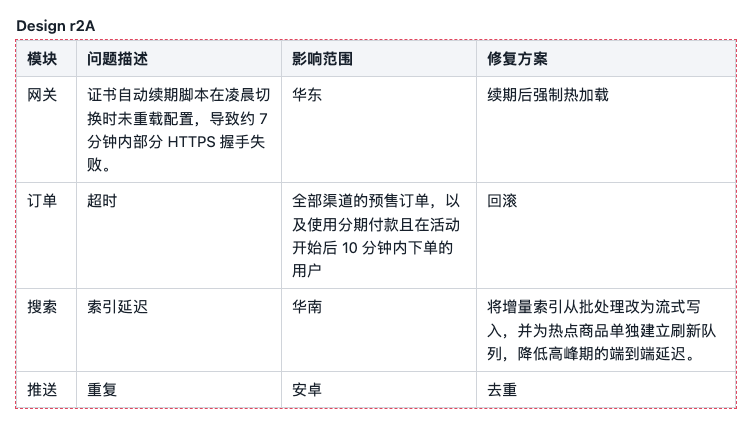 Design r2A
模块 问题描述 影响范围 修复方案
网关 证书自动续期脚本在凌晨切 华东 续期后强制热加载
换时未重载配置，导致约 7
分钟内部分 HTTPS 握手失
败。
订单 超时 全部渠道的预售订单，以 回滚
及使用分期付款且在活动
开始后 10 分钟内下单的
用户
搜索 索引延迟 华南 将增量索引从批处理改为流式写
入，并为热点商品单独建立刷新队
列，降低高峰期的端到端延迟。
推送 重复 安卓 去重